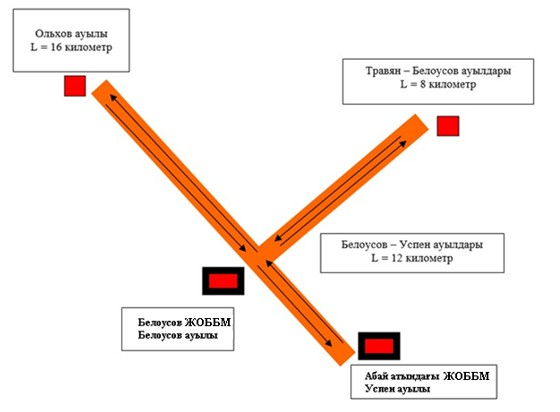 Ольхов ауылы
L = 16 километр
Травян – Белоусов ауылдары
L = 8 километр
Белоусов – Успен ауылдары
L = 12 километр
Белоусов ЖОББМ
Белоусов ауылы
Абай атындағы ЖОББМ
Успен ауылы